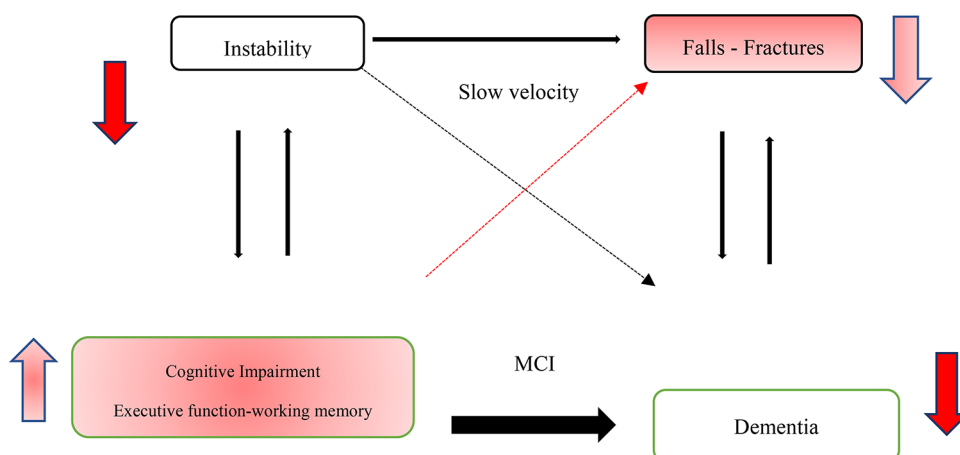 Instability
Falls - Fractures
Slow velocity
Cognitive Impairment
Executive function-working memory
MCI
Dementia